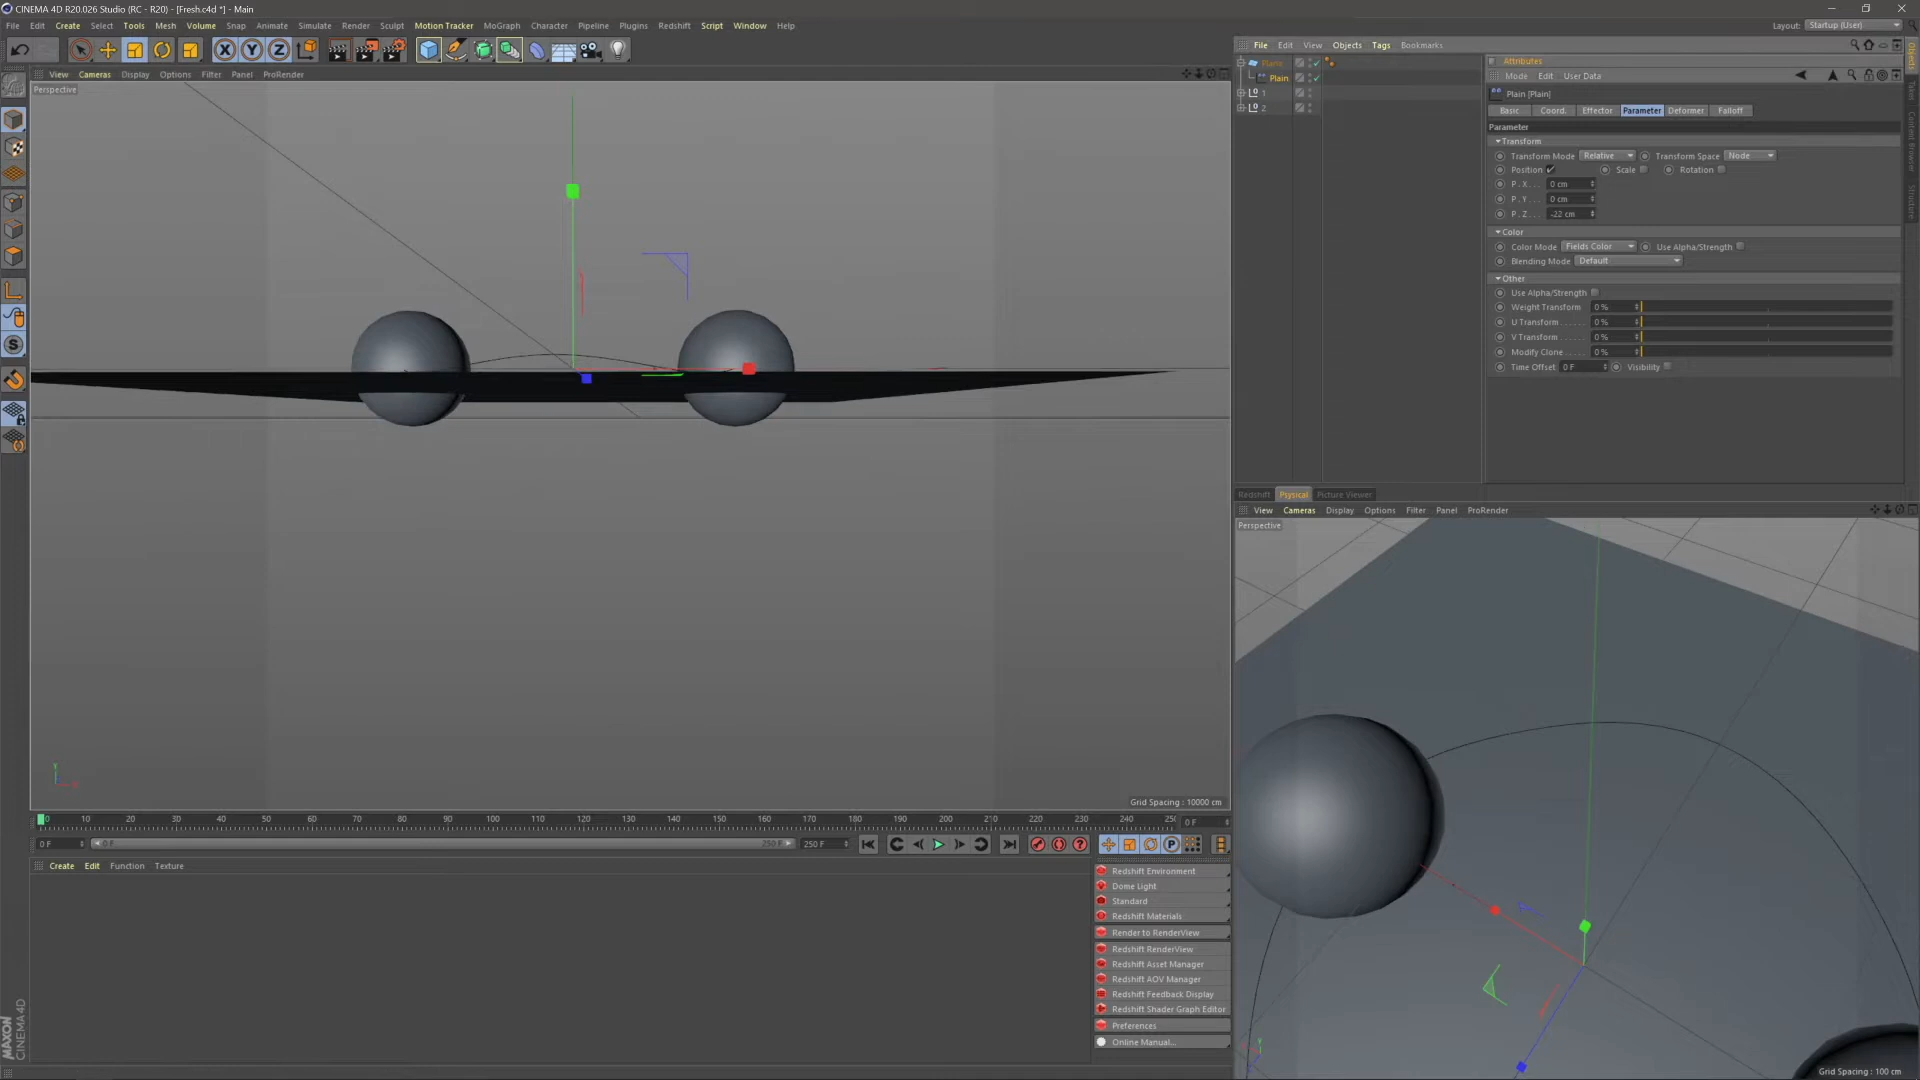 CINEMA 4D R20.026 Studio (RC - R20) - [Fresh.c4d *] - Main
File Edit Create Select Tools Mesh Volume Snap Animate Simulate Render Sculpt Motion Tracker MoGraph Character Pipeline Plugins Redshift Script Window Help
Layout: Startup (User)
File Edit View Objects Tags Bookmarks
Attributes
Mode Edit User Data
Plain
1
2
Plain [Plain]
Basic Coord. Effector Parameter Deformer Falloff
Parameter
Transform
Transform Mode Relative Transform Space Node
Position Scale Rotation
P . X . . . 0 cm
P . Y . . . 0 cm
P . Z . . . -22 cm
Color
Color Mode Fields Color Use Alpha/Strength
Blending Mode Default
Other
Use Alpha/Strength
Weight Transform 0 %
U Transform . . . . . . 0 %
V Transform . . . . . . 0 %
Modify Clone . . . . . 0 %
Time Offset 0 F Visibility
Objects
Takes
Content Browser
Structure
View Cameras Display Options Filter Panel ProRender
Perspective
X Y Z
S
Y
Grid Spacing : 10000 cm
0 10 20 30 40 50 60 70 80 90 100 110 120 130 140 150 160 170 180 190 200 210 220 230 240 250
0 F
0 F 0 F 250 F 250 F
P
Create Edit Function Texture
Redshift Environment
Dome Light
Standard
Redshift Materials
Render to RenderView
Redshift RenderView
Redshift Asset Manager
Redshift AOV Manager
Redshift Feedback Display
Redshift Shader Graph Editor
Preferences
Online Manual...
MAXON
CINEMA 4D
Redshift Psysical Picture Viewer
View Cameras Display Options Filter Panel ProRender
Perspective
Grid Spacing : 100 cm